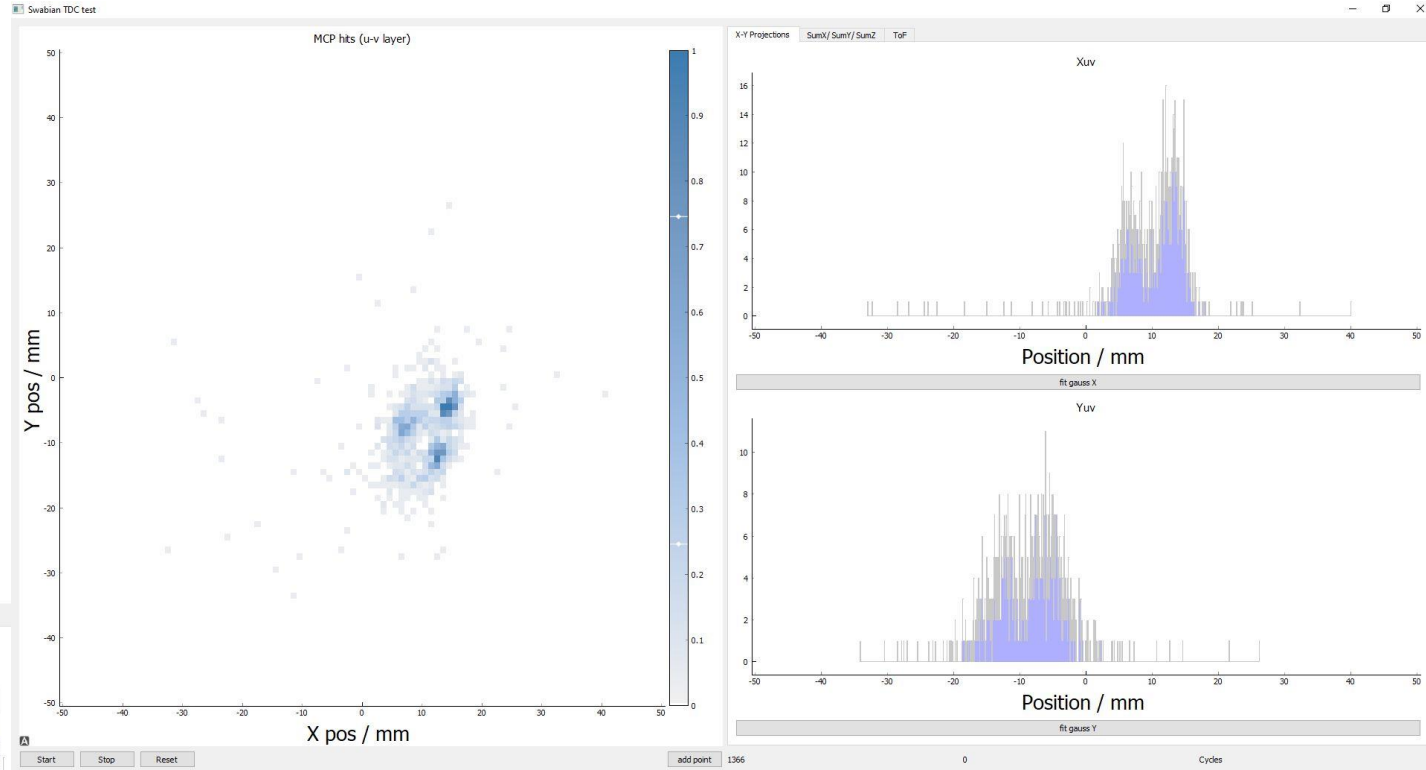 Swabian TDC test
MCP hits (u-v layer)
50
40
30
20
10
0
-10
-20
-30
-40
-50
Y pos / mm
-50 -40 -30 -20 -10 0 10 20 30 40 50
X pos / mm
1
0.9
0.8
0.7
0.6
0.5
0.4
0.3
0.2
0.1
0
A
Start Stop Reset add point
X-Y Projections SumX/SumY/SumZ ToF
Xuv
16
14
12
10
8
6
4
2
0
-50 -40 -30 -20 -10 0 10 20 30 40 50
Position / mm
fit gauss X
Yuv
10
8
6
4
2
0
-50 -40 -30 -20 -10 0 10 20 30 40 50
Position / mm
fit gauss Y
1366 0 Cycles